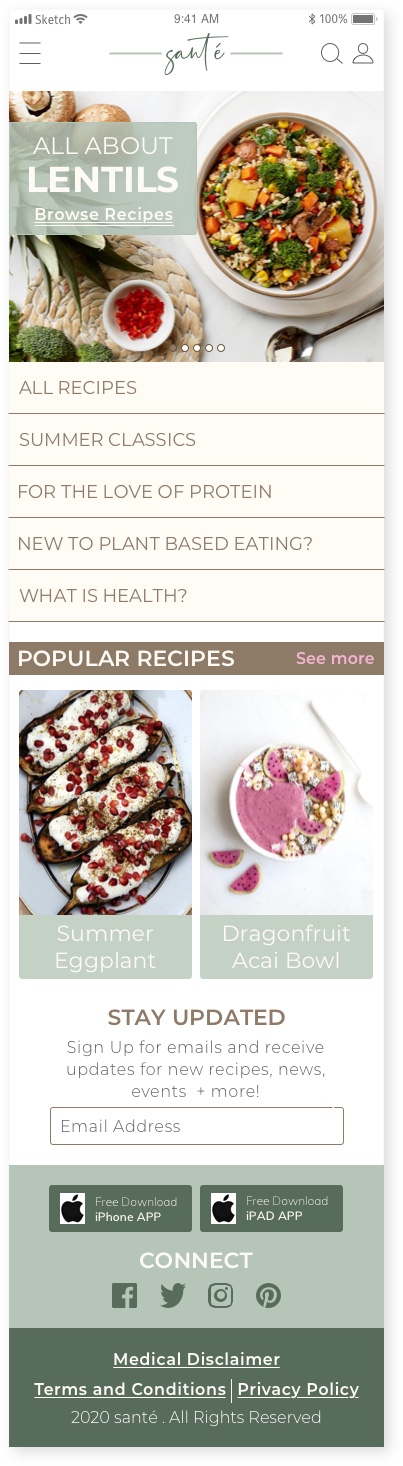 Sketch 9:41 AM 100%
santé
ALL ABOUT
LENTILS
Browse Recipes
ALL RECIPES
SUMMER CLASSICS
FOR THE LOVE OF PROTEIN
NEW TO PLANT BASED EATING?
WHAT IS HEALTH?
POPULAR RECIPES See more
Summer
Eggplant
Dragonfruit
Acai Bowl
STAY UPDATED
Sign Up for emails and receive
updates for new recipes, news,
events + more!
Email Address
Free Download
iPhone APP
Free Download
iPAD APP
CONNECT
Medical Disclaimer
Terms and Conditions Privacy Policy
2020 santé . All Rights Reserved